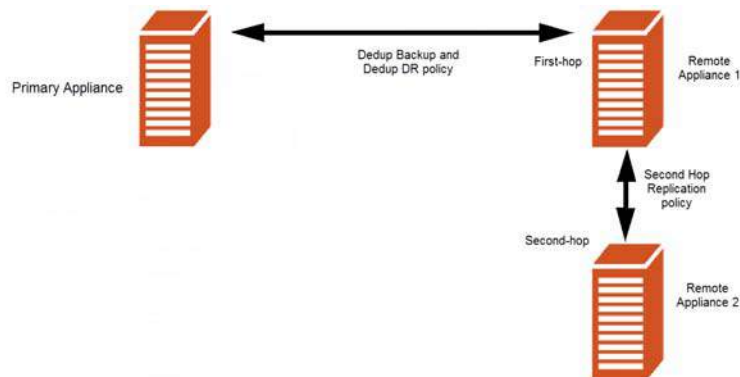 Dedup Backup and
Dedup DR policy
First-hop
Remote
Appliance 1
Primary Appliance
Second Hop
Replication
policy
Second-hop
Remote
Appliance 2